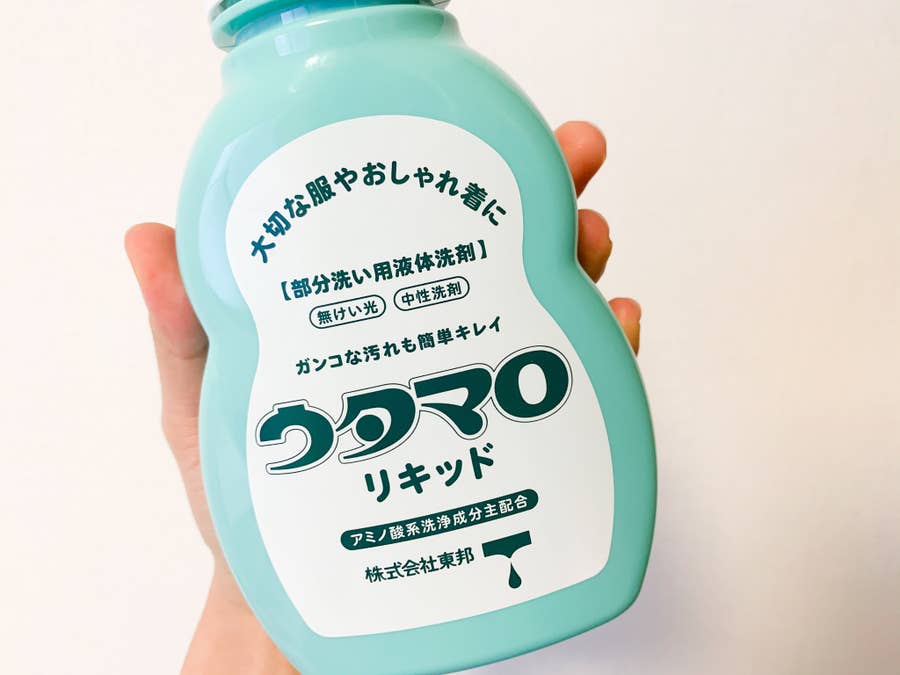 大切な服やおしゃれ着に
【部分洗い用液体洗剤】
無けい光 中性洗剤
ガンコな汚れも簡単キレイ
ウタマロ
リキッド
アミノ酸系洗浄成分主配合
株式会社東邦